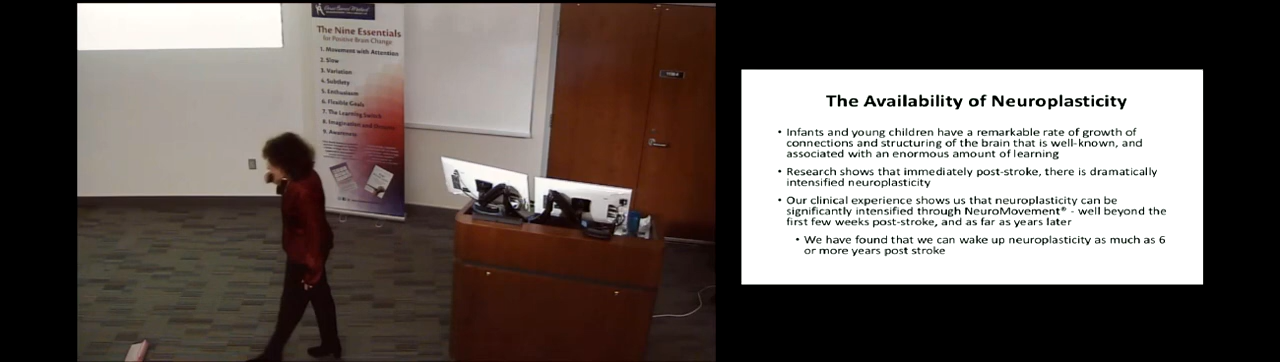 The Nine Essentials
for Positive Brain Change
1. Movement with Attention
2. Slow
3. Variation
4. Subtlety
5. Enthusiasm
6. Flexible Goals
7. The Learning Switch
8. Imagination and Dreams
9. Awareness
The Availability of Neuroplasticity
• Infants and young children have a remarkable rate of growth of
connections and structuring of the brain that is well-known, and
associated with an enormous amount of learning
• Research shows that immediately post-stroke, there is dramatically
intensified neuroplasticity
• Our clinical experience shows us that neuroplasticity can be
significantly intensified through NeuroMovement® - well beyond the
first few weeks post-stroke, and as far as years later
• We have found that we can wake up neuroplasticity as much as 6
or more years post stroke